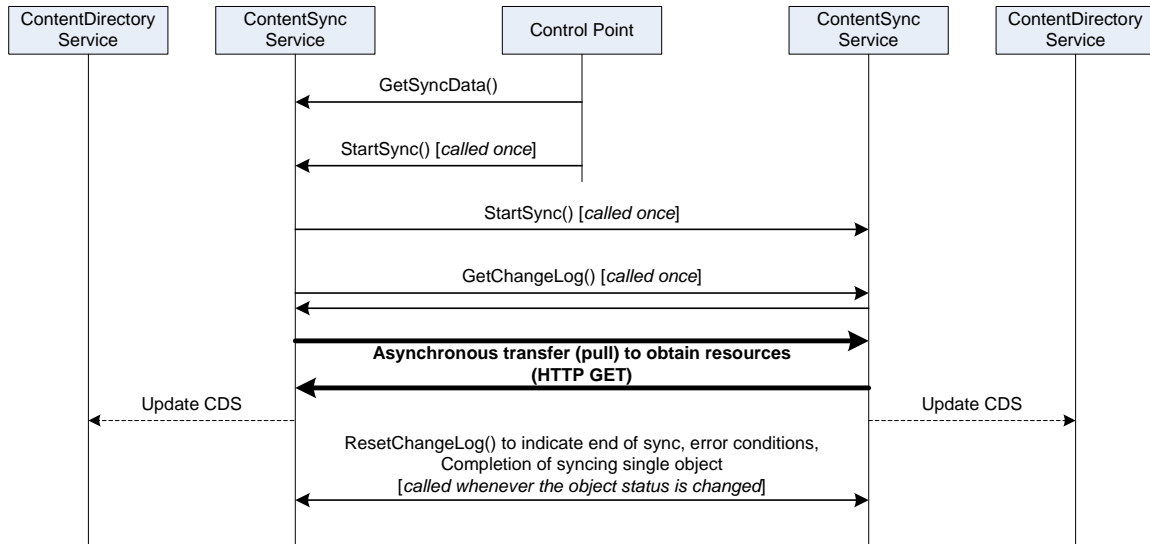 ContentDirectory
Service
ContentSync
Service
Control Point
ContentSync
Service
ContentDirectory
Service
GetSyncData()
StartSync() [called once]
StartSync() [called once]
GetChangeLog() [called once]
Asynchronous transfer (pull) to obtain resources
(HTTP GET)
Update CDS
Update CDS
ResetChangeLog() to indicate end of sync, error conditions,
Completion of syncing single object
[called whenever the object status is changed]